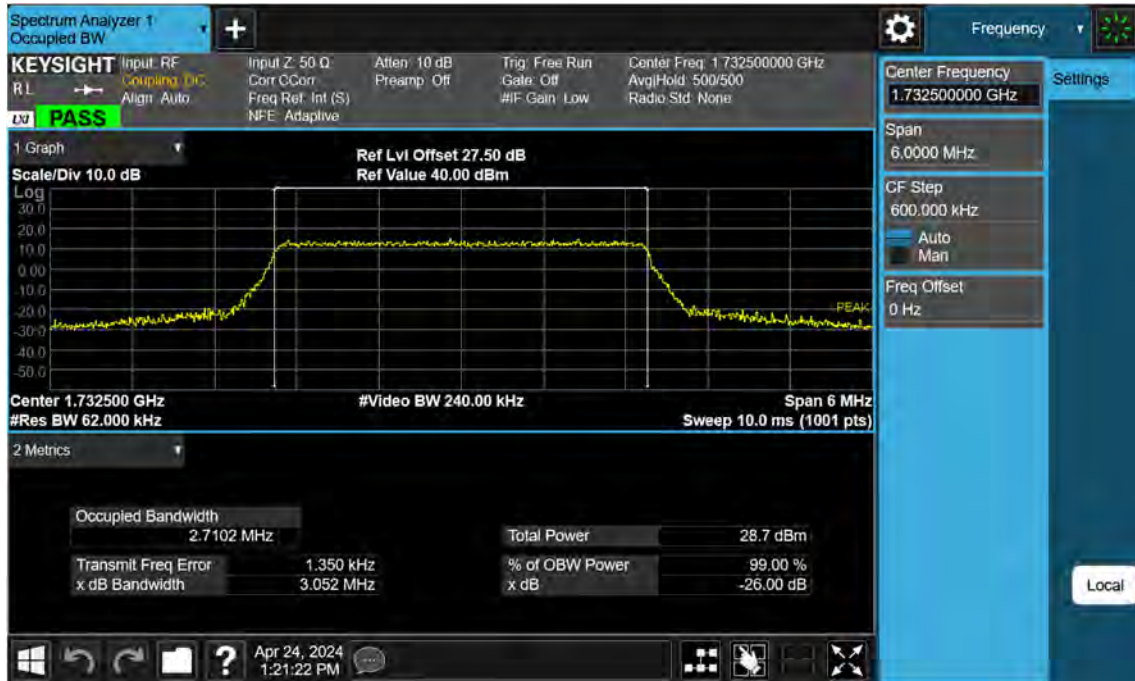 Spectrum Analyzer 1
Occupied BW
Frequency
KEYSIGHT
Input: RF
Coupling: DC
Align: Auto
Input Z: 50 Ω
Corr CCorr
Freq Ref: Int (S)
NFE: Adaptive
Atten: 10 dB
Preamp: Off
Trig: Free Run
Gate: Off
#IF Gain: Low
Center Freq: 1.732500000 GHz
Avg|Hold: 500/500
Radio Std: None
R L
LXI
PASS
Center Frequency
1.732500000 GHz
Settings
Span
6.0000 MHz
CF Step
600.000 kHz
Auto
Man
Freq Offset
0 Hz
1 Graph
Scale/Div 10.0 dB
Ref Lvl Offset 27.50 dB
Ref Value 40.00 dBm
Log
30.0
20.0
10.0
0.00
-10.0
-20.0
-30.0
-40.0
-50.0
PEAK
Center 1.732500 GHz
#Video BW 240.00 kHz
Span 6 MHz
#Res BW 62.000 kHz
Sweep 10.0 ms (1001 pts)
2 Metrics
Occupied Bandwidth
2.7102 MHz
Total Power 28.7 dBm
Transmit Freq Error 1.350 kHz
% of OBW Power 99.00 %
x dB Bandwidth 3.052 MHz
x dB -26.00 dB
Local
Apr 24, 2024
1:21:22 PM